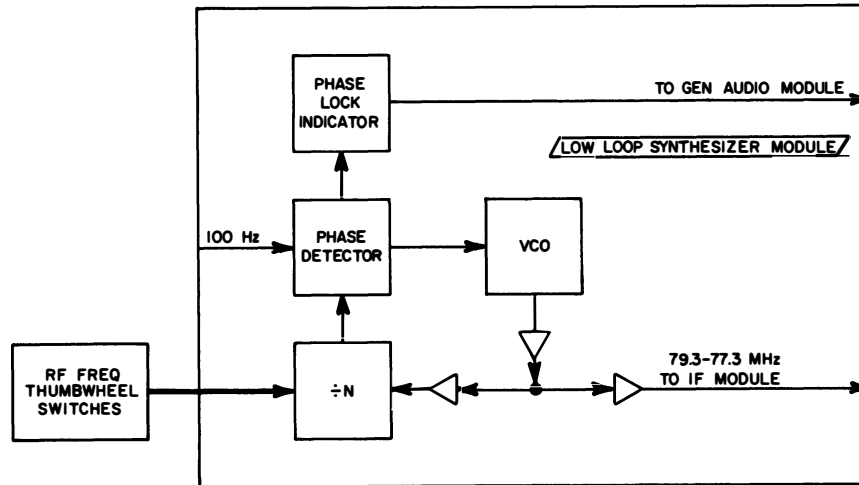 PHASE
LOCK
INDICATOR
TO GEN AUDIO MODULE
LOW LOOP SYNTHESIZER MODULE
100 Hz
PHASE
DETECTOR
VCO
RF FREQ
THUMBWHEEL
SWITCHES
÷N
79.3-77.3 MHz
TO IF MODULE